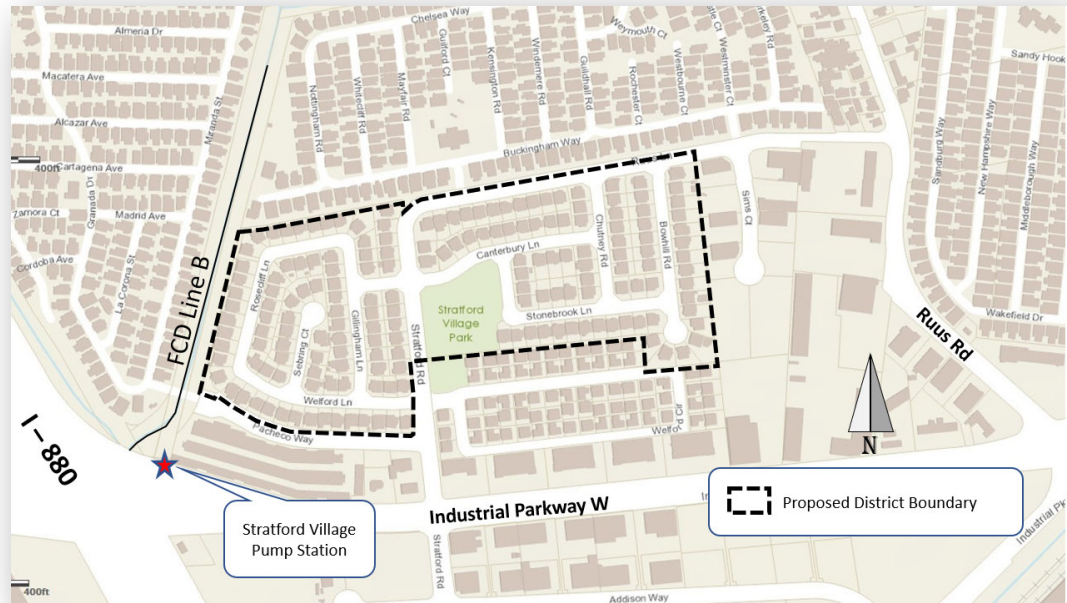 Chelsea Way
Almeria Dr
Guilford Ct
Kensington Rd
Windemere Rd
Guildhall Rd
Weymouth Ct
Rochester Ct
Westbourne Ct
Westminster Ct
Sandy Hook
Macatera Ave
Nottingham Rd
Whitecliff Rd
Mayfair Rd
Miranda St
Alcazar Ave
Sandburg Way
New Hampshire Way
Middleborough Way
Buckingham Way
400ft
Cartagena Ave
Granada Dr
Zamora Ct
Madrid Ave
Sims Ct
Chutney Rd
Bowhill Rd
Canterbury Ln
Cordoba Ave
La Corona St
Rosecliff Ln
FCD Line B
Stratford
Village
Park
Stonebrook Ln
Sebring Ct
Gillingham Ln
Stratford Rd
Wakefield Dr
Ruus Rd
Welford Ln
Pacheco Way
I – 880
N
Industrial Parkway W
Proposed District Boundary
Stratford Village
Pump Station
Stratford Rd
400ft
Addison Way